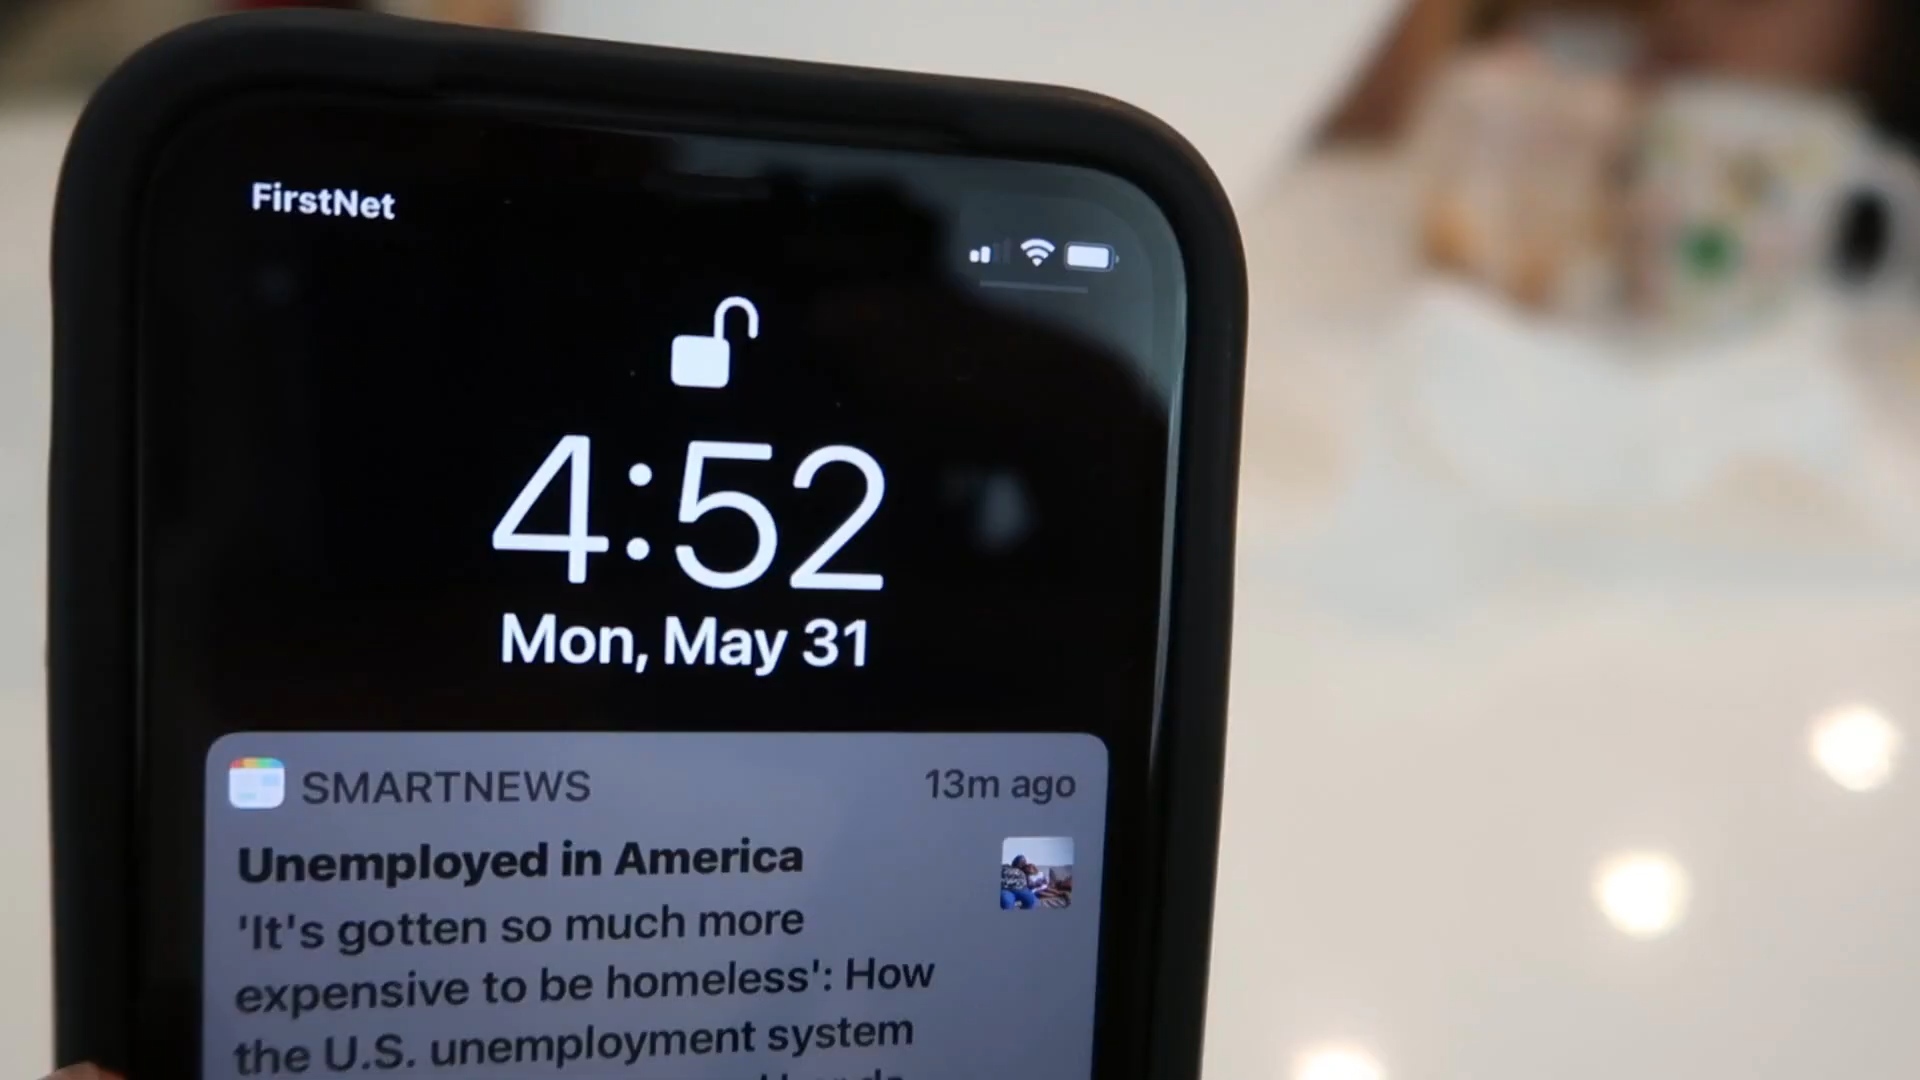 FirstNet
4:52
Mon, May 31
SMARTNEWS 13m ago
Unemployed in America
'It's gotten so much more
expensive to be homeless': How
the U.S. unemployment system